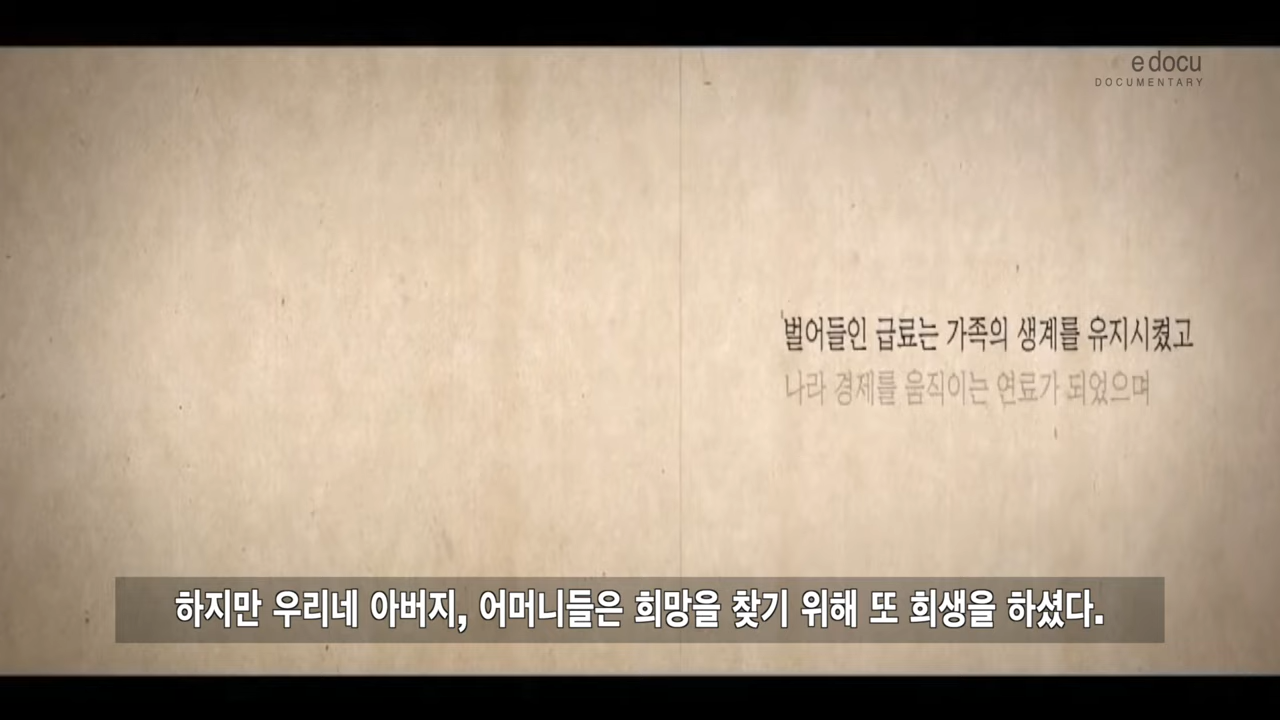 e docu
DOCUMENTARY
벌어들인 급료는 가족의 생계를 유지시켰고
나라 경제를 움직이는 연료가 되었으며
하지만 우리네 아버지, 어머니들은 희망을 찾기 위해 또 희생을 하셨다.